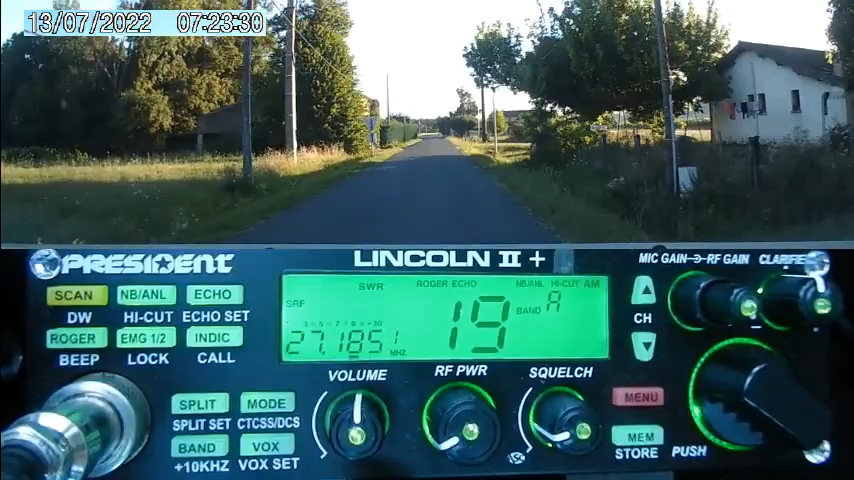 13/07/2022 07:23:30
PRESIDENT LINCOLN II + MIC GAIN RF GAIN CLARIFIER
SCAN NB/ANL ECHO
DW HI-CUT ECHO SET
ROGER EMG 1/2 INDIC
BEEP LOCK CALL
SWR ROGER ECHO NB/ANL HI-CUT AM
SRF
19 BAND A
27.1851 MHZ
CH
VOLUME RF PWR SQUELCH
SPLIT MODE
SPLIT SET CTCSS/DCS
BAND VOX
+10KHZ VOX SET
MENU
MEM
STORE PUSH
ASC